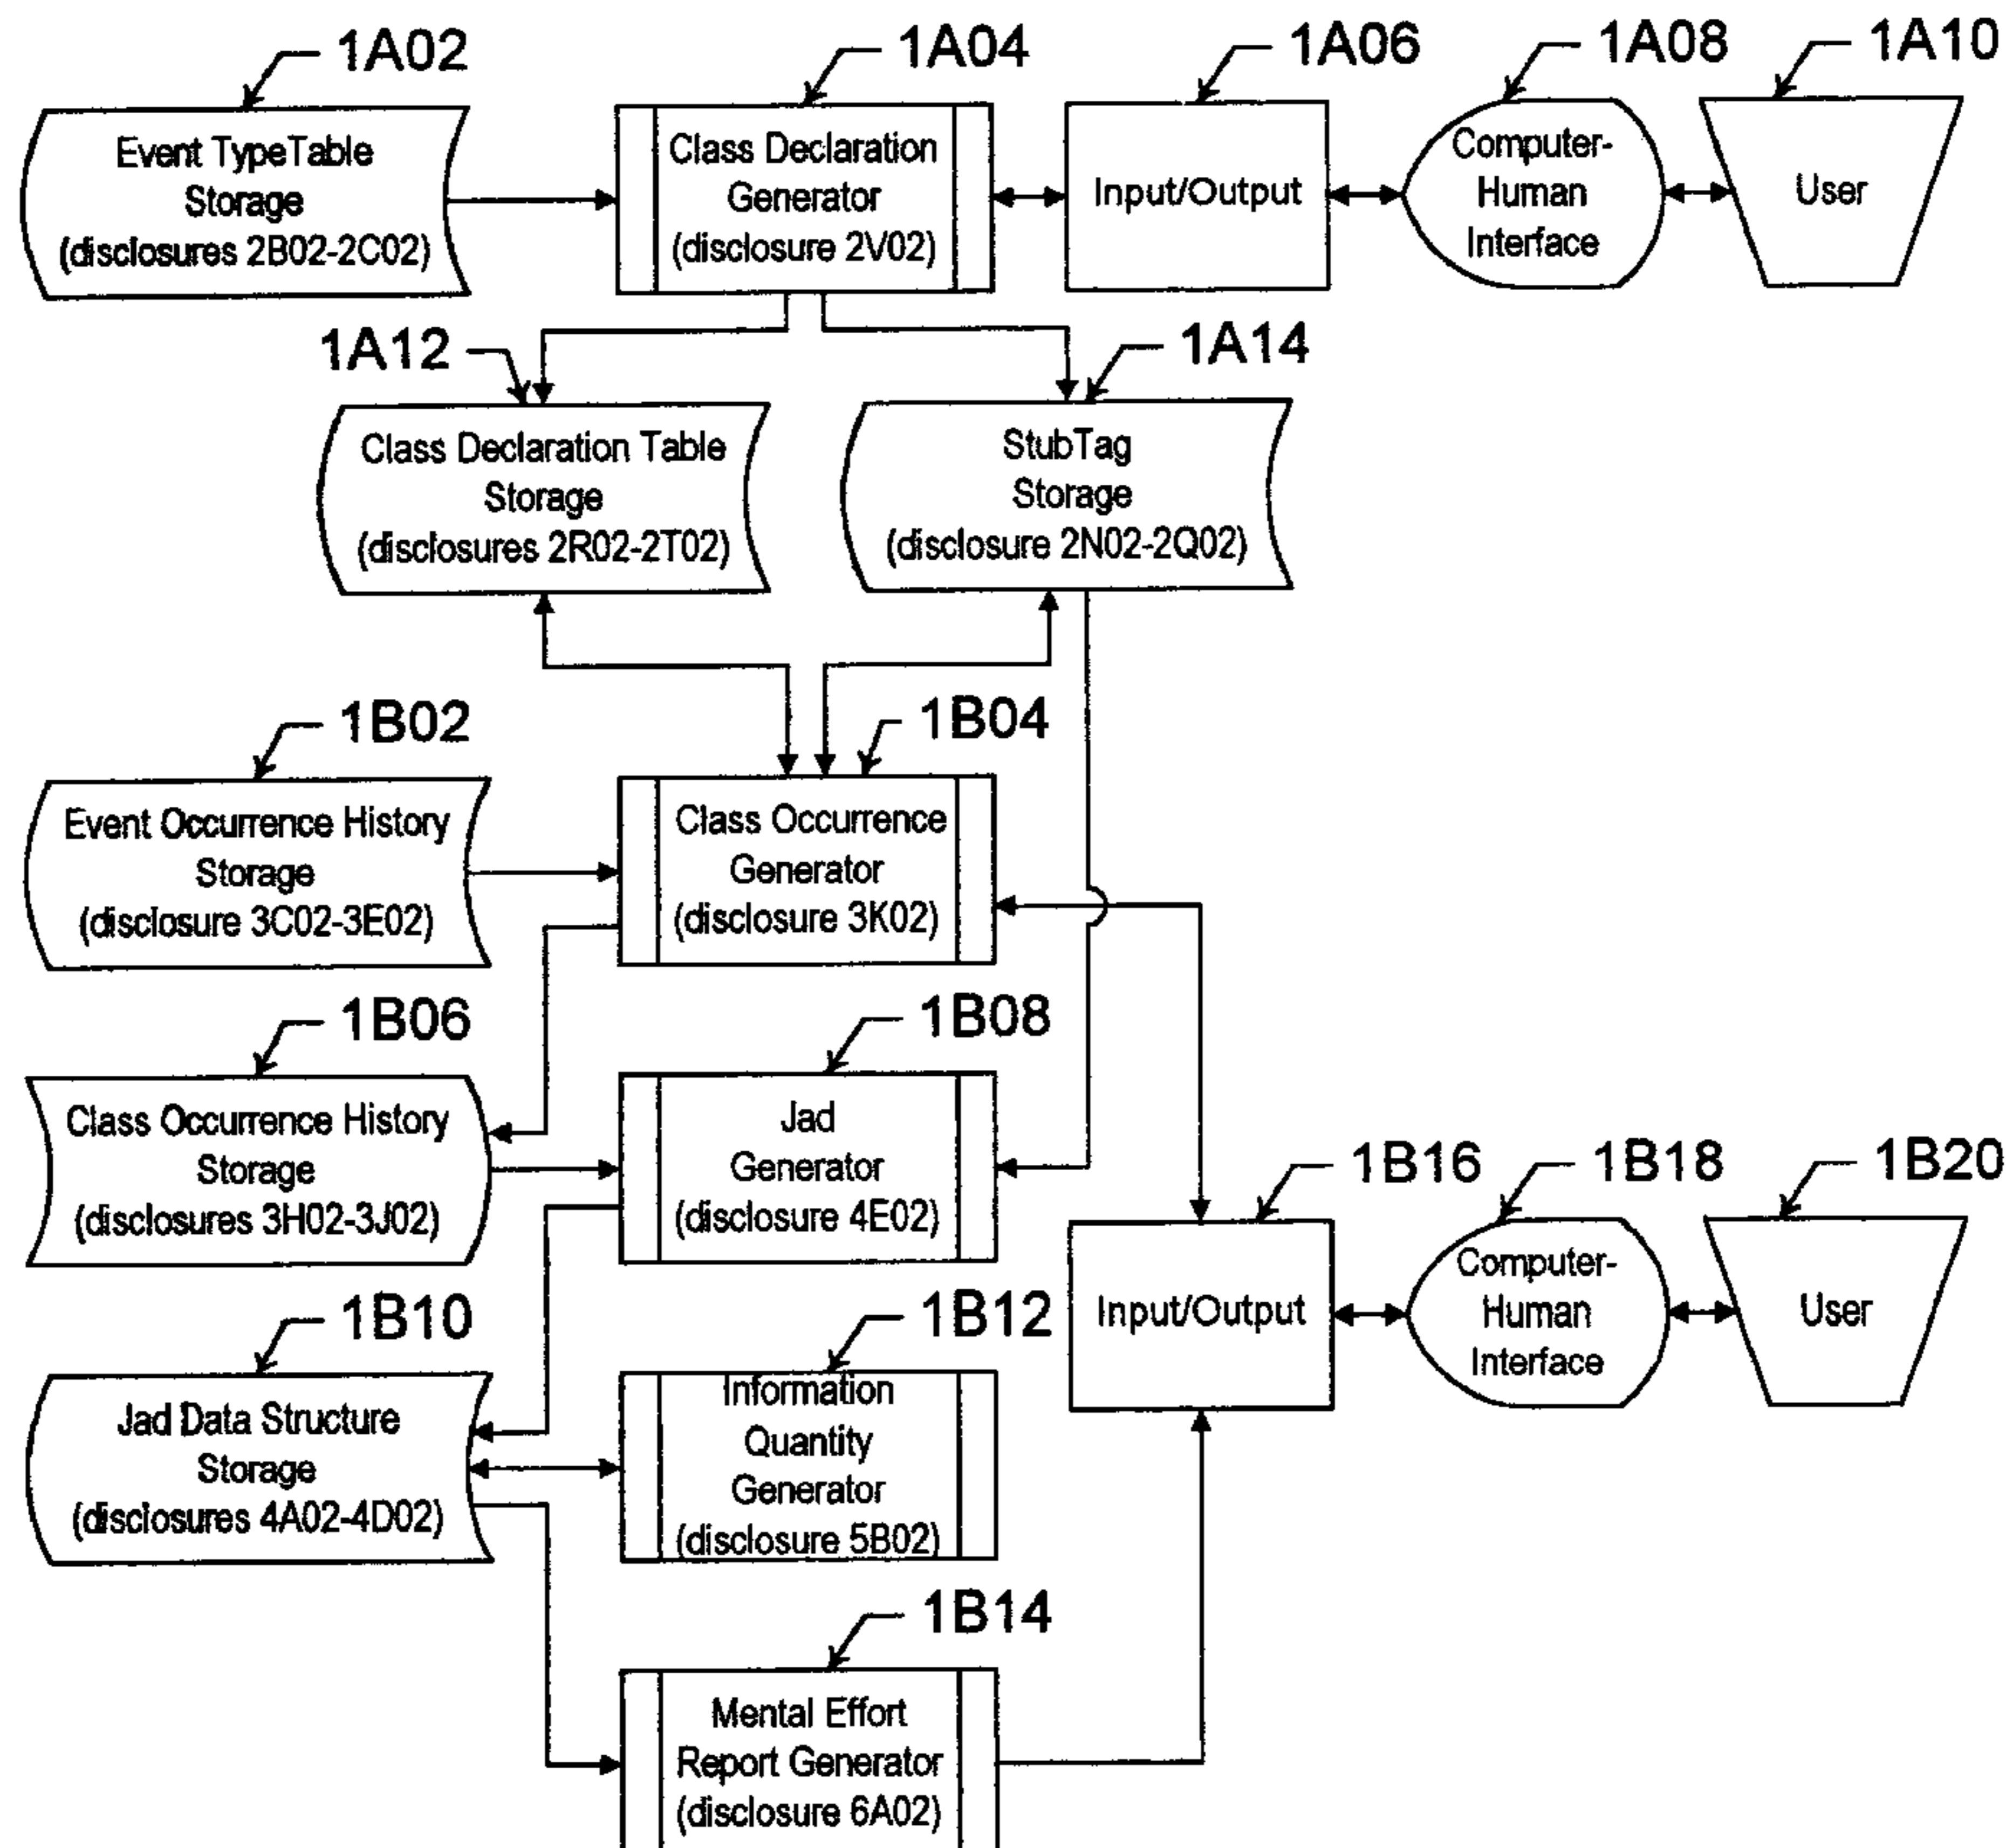 1A02
1A04
1A06
1A08
1A10
Event TypeTable
Storage
(disclosures 2B02-2C02)
Class Declaration
Generator
(disclosure 2V02)
Input/Output
Computer-
Human
Interface
User
1A12
1A14
Class Declaration Table
Storage
(disclosures 2R02-2T02)
StubTag
Storage
(disclosure 2N02-2Q02)
1B02
1B04
Event Occurrence History
Storage
(disclosure 3C02-3E02)
Class Occurrence
Generator
(disclosure 3K02)
1B06
1B08
Class Occurrence History
Storage
(disclosures 3H02-3J02)
Jad
Generator
(disclosure 4E02)
1B16
1B18
1B20
Input/Output
Computer-
Human
Interface
User
1B10
1B12
Jad Data Structure
Storage
(disclosures 4A02-4D02)
Information
Quantity
Generator
(disclosure 5B02)
1B14
Mental Effort
Report Generator
(disclosure 6A02)